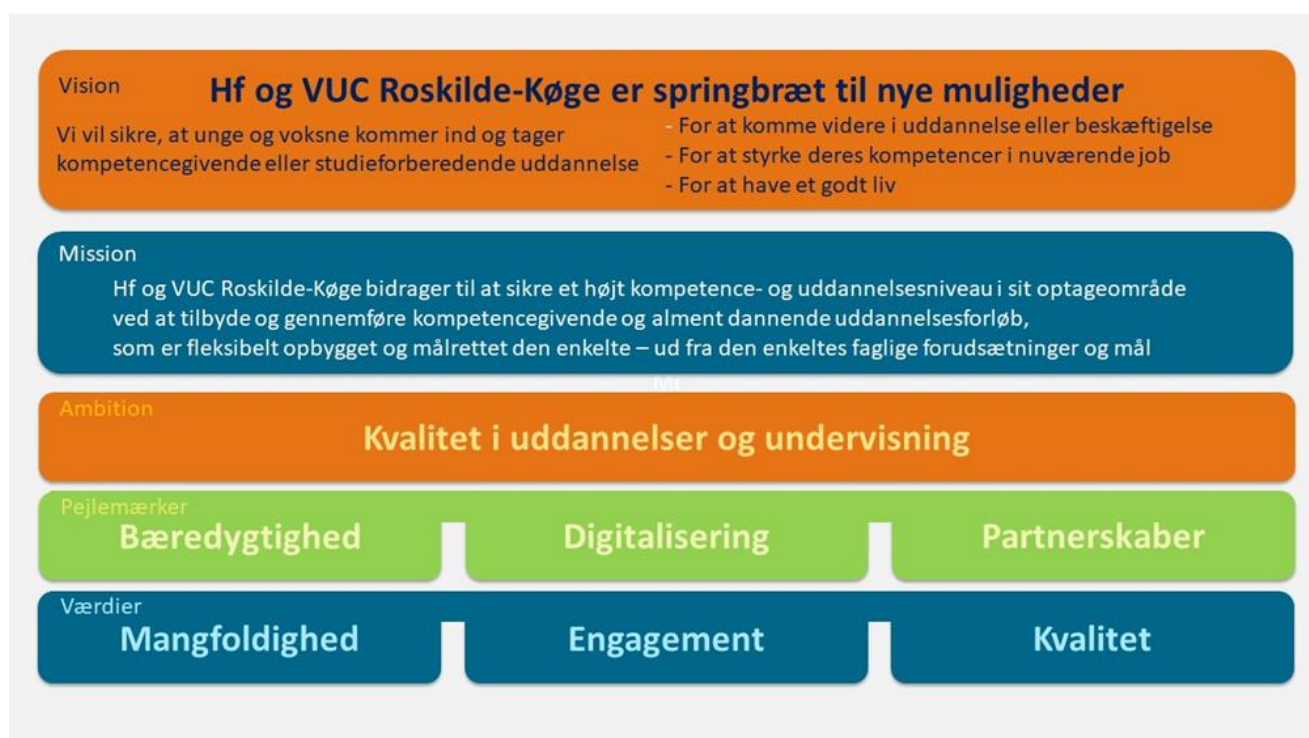 Vision
Hf og VUC Roskilde-Køge er springbræt til nye muligheder
Vi vil sikre, at unge og voksne kommer ind og tager
kompetencegivende eller studieforberedende uddannelse
- For at komme videre i uddannelse eller beskæftigelse
- For at styrke deres kompetencer i nuværende job
- For at have et godt liv
Mission
Hf og VUC Roskilde-Køge bidrager til at sikre et højt kompetence- og uddannelsesniveau i sit optageområde
ved at tilbyde og gennemføre kompetencegivende og alment dannende uddannelsesforløb,
som er fleksibelt opbygget og målrettet den enkelte – ud fra den enkeltes faglige forudsætninger og mål
Ambition
Kvalitet i uddannelser og undervisning
Pejlemærker
Bæredygtighed
Digitalisering
Partnerskaber
Værdier
Mangfoldighed
Engagement
Kvalitet